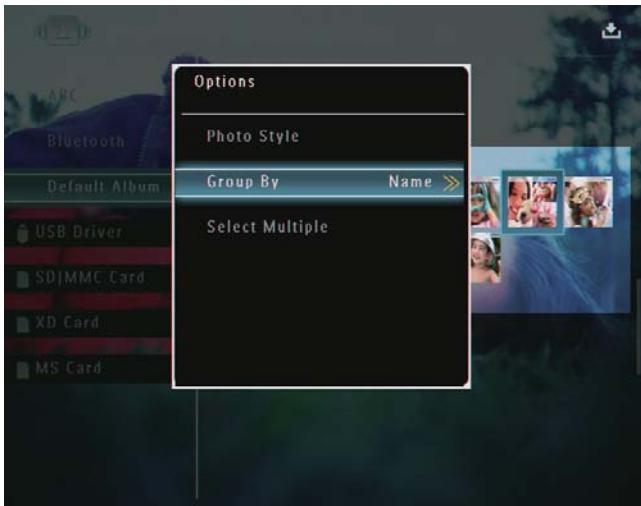 Options
Photo Style
Group By Name
Select Multiple
ABC
Bluetooth
Default Album
USB Driver
SD|MMC Card
XD Card
MS Card